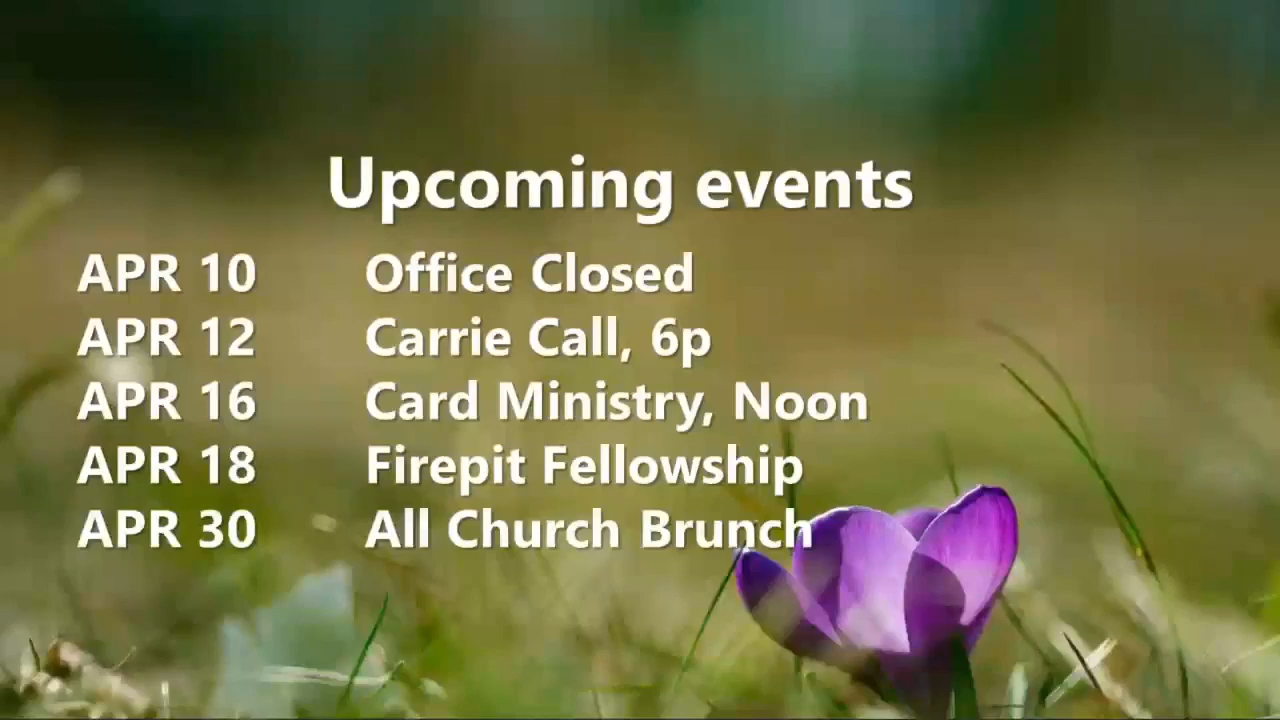 Upcoming events
APR 10 Office Closed
APR 12 Carrie Call, 6p
APR 16 Card Ministry, Noon
APR 18 Firepit Fellowship
APR 30 All Church Brunch